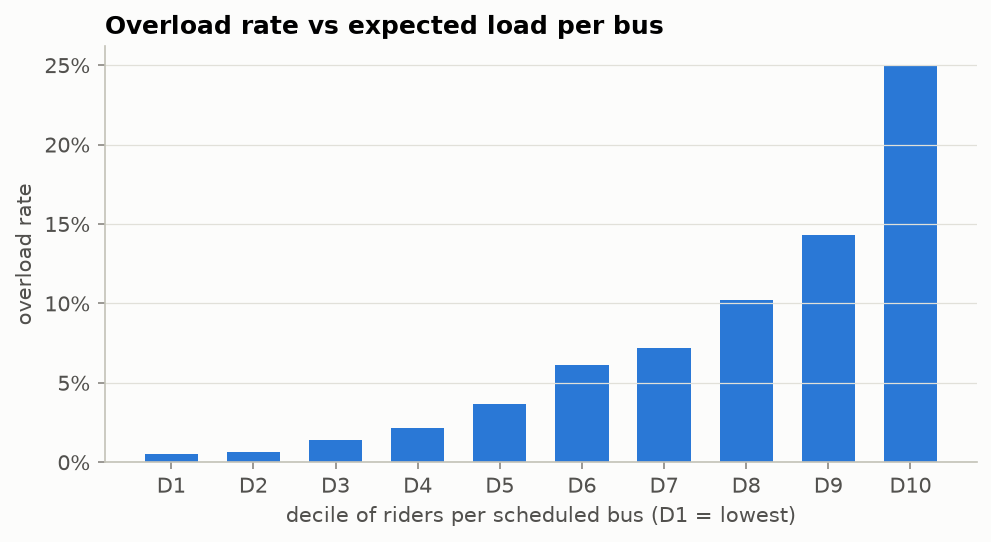 Overload rate vs expected load per bus
25%
20%
15%
10%
5%
0%
overload rate
D1 D2 D3 D4 D5 D6 D7 D8 D9 D10
decile of riders per scheduled bus (D1 = lowest)